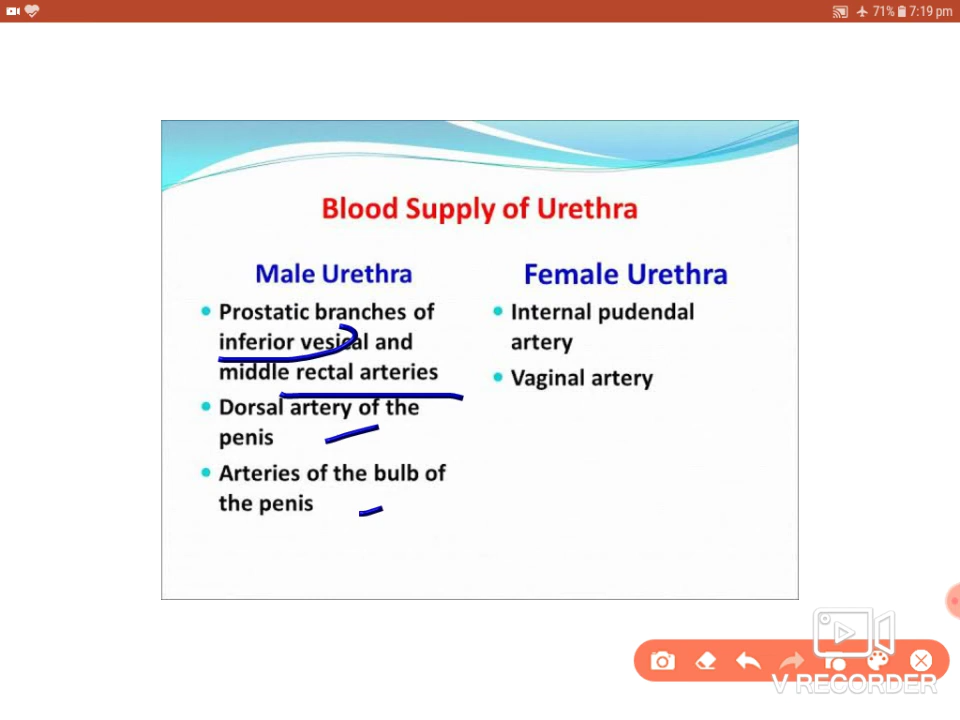 71% 7:19 pm
Blood Supply of Urethra
Male Urethra
• Prostatic branches of
inferior vesical and
middle rectal arteries
• Dorsal artery of the
penis
• Arteries of the bulb of
the penis
Female Urethra
• Internal pudendal
artery
• Vaginal artery
V RECORDER